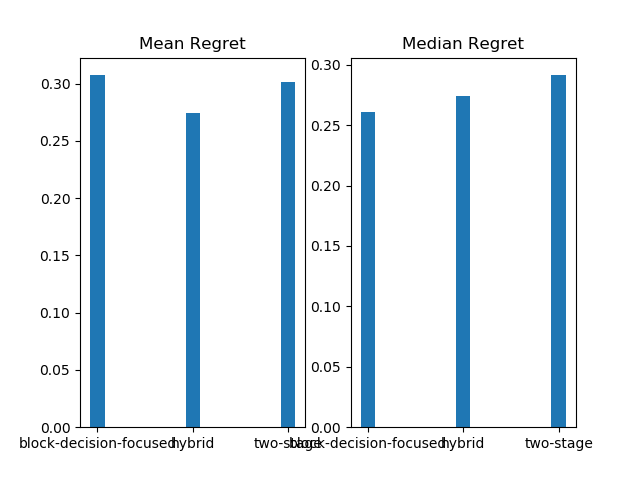 Mean Regret
0.30
0.25
0.20
0.15
0.10
0.05
0.00
block-decision-focused
hybrid
two-stage
Median Regret
0.30
0.25
0.20
0.15
0.10
0.05
0.00
block-decision-focused
hybrid
two-stage